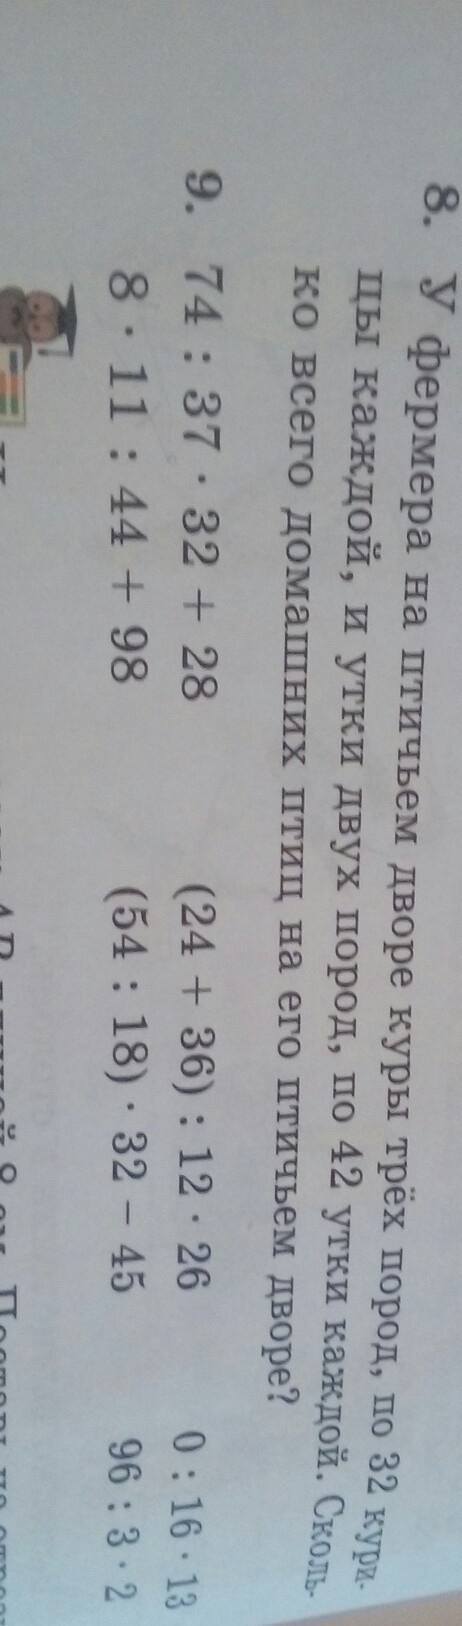 8. У фермера на птичьем дворе куры трёх пород, по 32 кури-
цы каждой, и утки двух пород, по 42 утки каждой. Сколь-
ко всего домашних птиц на его птичьем дворе?
9. 74 : 37 · 32 + 28 (24 + 36) : 12 · 26 0 : 16 · 13
8 · 11 : 44 + 98 (54 : 18) · 32 – 45 96 : 3 · 2